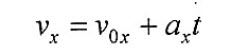 vₓ = v₀ₓ + aₓt